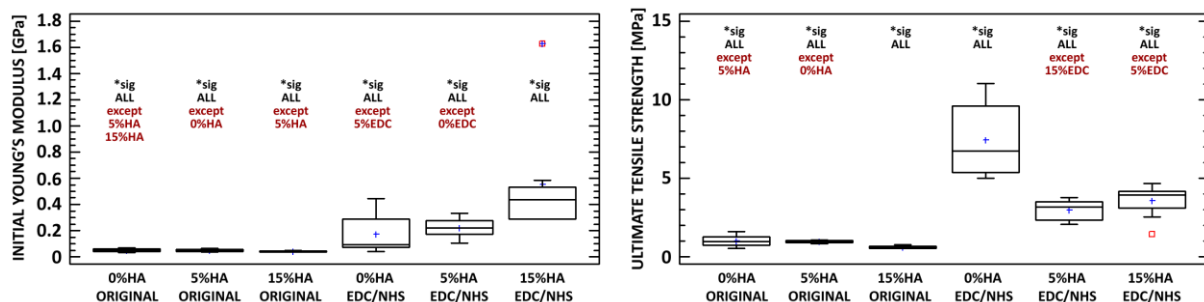 INITIAL YOUNG'S MODULUS [GPa]
1.8
1.6
1.4
1.2
1.0
0.8
0.6
0.4
0.2
0
*sig
ALL
except
5%HA
15%HA
*sig
ALL
except
0%HA
*sig
ALL
except
5%HA
*sig
ALL
except
5%EDC
*sig
ALL
except
0%EDC
*sig
ALL
0%HA
ORIGINAL
5%HA
ORIGINAL
15%HA
ORIGINAL
0%HA
EDC/NHS
5%HA
EDC/NHS
15%HA
EDC/NHS
ULTIMATE TENSILE STRENGTH [MPa]
15
10
5
0
*sig
ALL
except
5%HA
*sig
ALL
except
0%HA
*sig
ALL
*sig
ALL
*sig
ALL
except
15%EDC
*sig
ALL
except
5%EDC
0%HA
ORIGINAL
5%HA
ORIGINAL
15%HA
ORIGINAL
0%HA
EDC/NHS
5%HA
EDC/NHS
15%HA
EDC/NHS